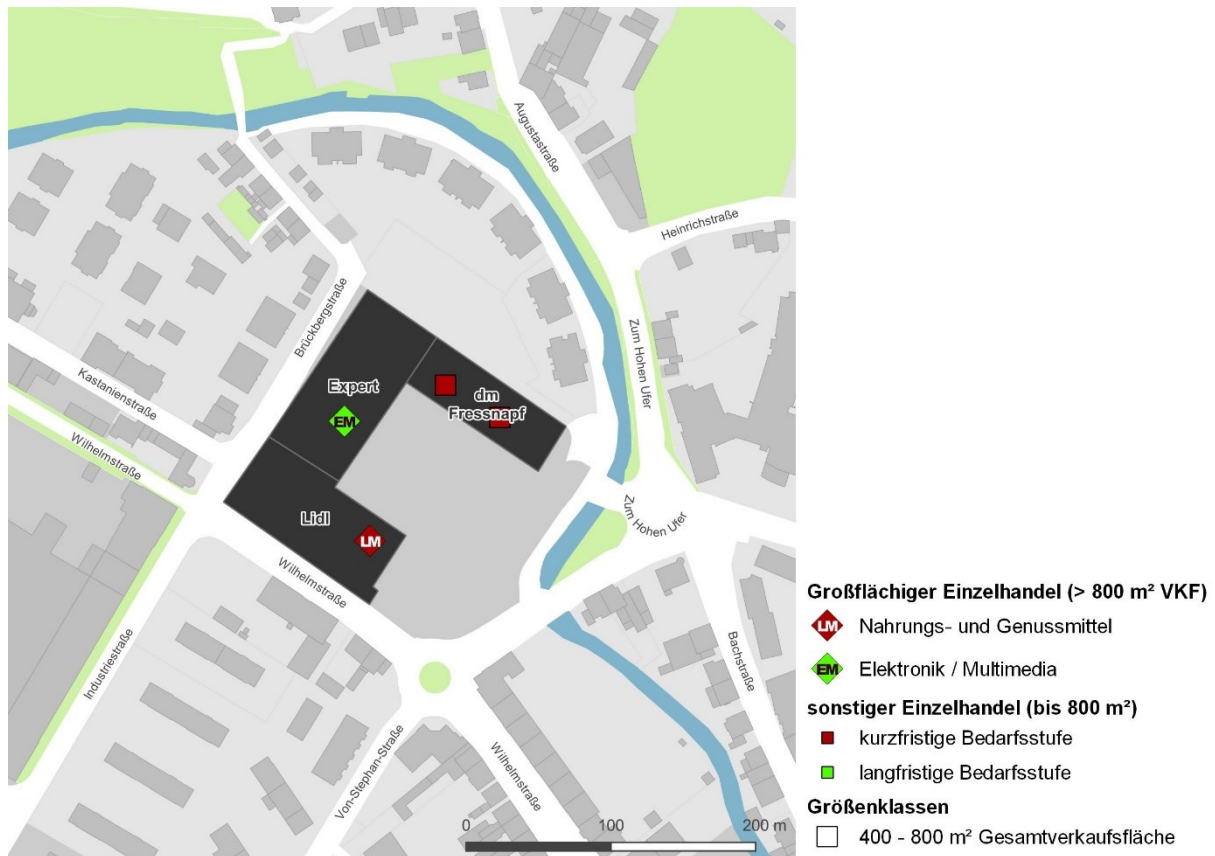 Augustastraße
Heinrichstraße
Brückbergstraße
Zum Hohen Ufer
Kastanienstraße
Expert
EM
dm
Fressnapf
Wilhelmstraße
Lidl
LM
Zum Hohen Ufer
Wilhelmstraße
Industriestraße
Bachstraße
Von-Stephan-Straße
Wilhelmstraße
0 100 200 m
Großflächiger Einzelhandel (> 800 m² VKF)
LM Nahrungs- und Genussmittel
EM Elektronik / Multimedia
sonstiger Einzelhandel (bis 800 m²)
kurzfristige Bedarfsstufe
langfristige Bedarfsstufe
Größenklassen
400 - 800 m² Gesamtverkaufsfläche